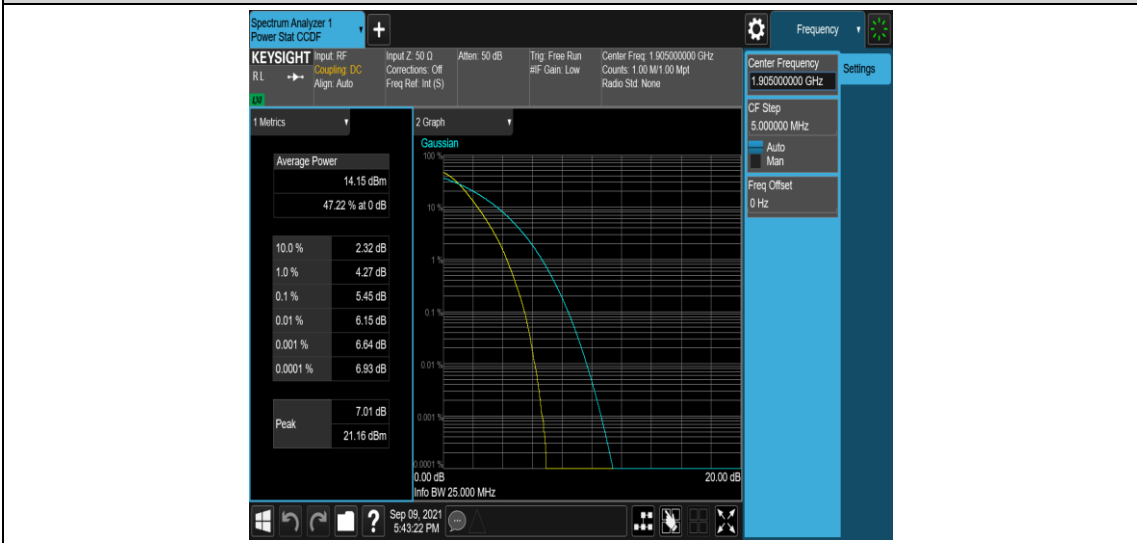 Spectrum Analyzer 1
Power Stat CCDF
+
Frequency
KEYSIGHT
Input: RF
Coupling: DC
Align: Auto
R L
LXI
Input Z: 50 Ω
Corrections: Off
Freq Ref: Int (S)
Atten: 50 dB
Trig: Free Run
#IF Gain: Low
Center Freq: 1.905000000 GHz
Counts: 1.00 M/1.00 Mpt
Radio Std: None
Center Frequency
1.905000000 GHz
Settings
CF Step
5.000000 MHz
Auto
Man
Freq Offset
0 Hz
1 Metrics
Average Power
14.15 dBm
47.22 % at 0 dB
10.0 % 2.32 dB
1.0 % 4.27 dB
0.1 % 5.45 dB
0.01 % 6.15 dB
0.001 % 6.64 dB
0.0001 % 6.93 dB
Peak
7.01 dB
21.16 dBm
2 Graph
Gaussian
100 %
10 %
1 %
0.1 %
0.01 %
0.001 %
0.0001 %
0.00 dB
20.00 dB
Info BW 25.000 MHz
?
Sep 09, 2021
5:43:22 PM